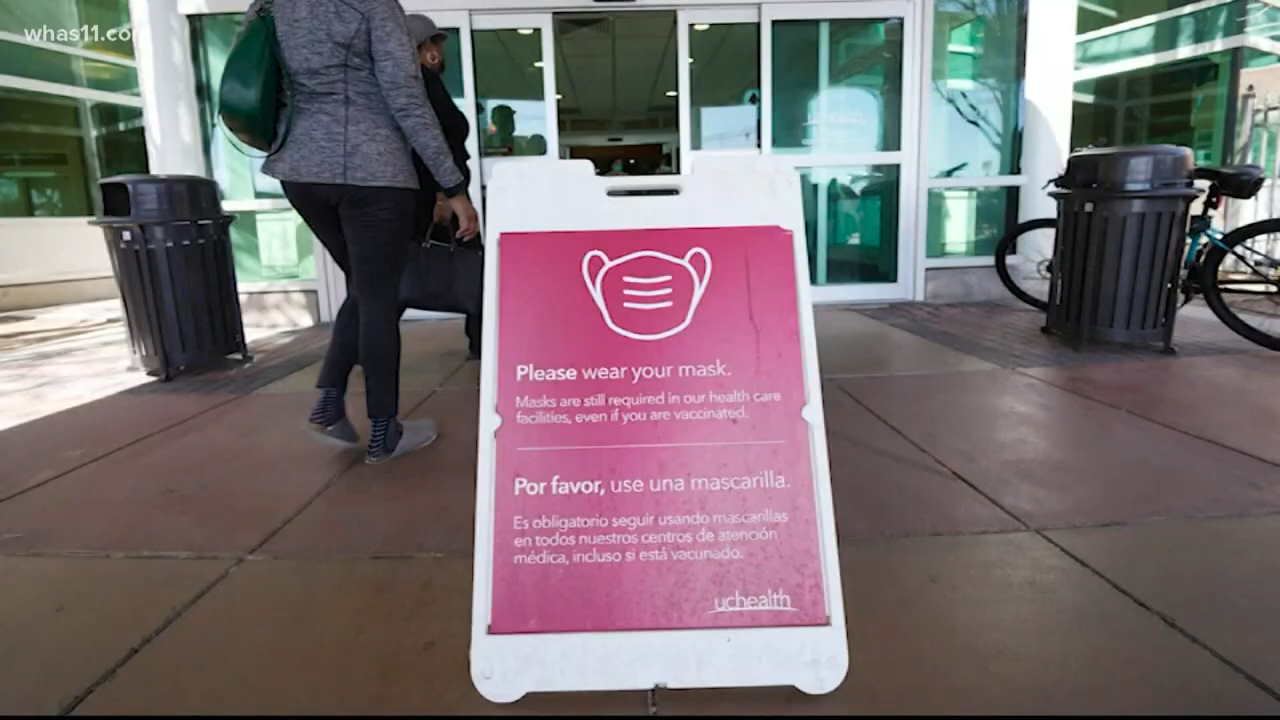 whas11.com
Please wear your mask.
Masks are still required in our health care
facilities, even if you are vaccinated.
Por favor, use una mascarilla.
Es obligatorio seguir usando mascarillas
en todos nuestros centros de atención
médica, incluso si está vacunado.
uchealth